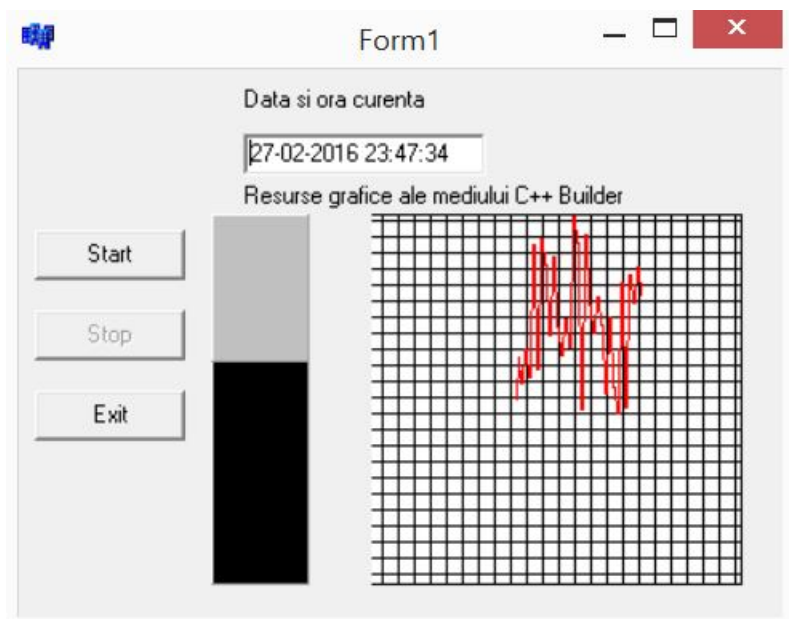 Form1
Data si ora curenta
27-02-2016 23:47:34
Resurse grafice ale mediului C++ Builder
Start
Stop
Exit